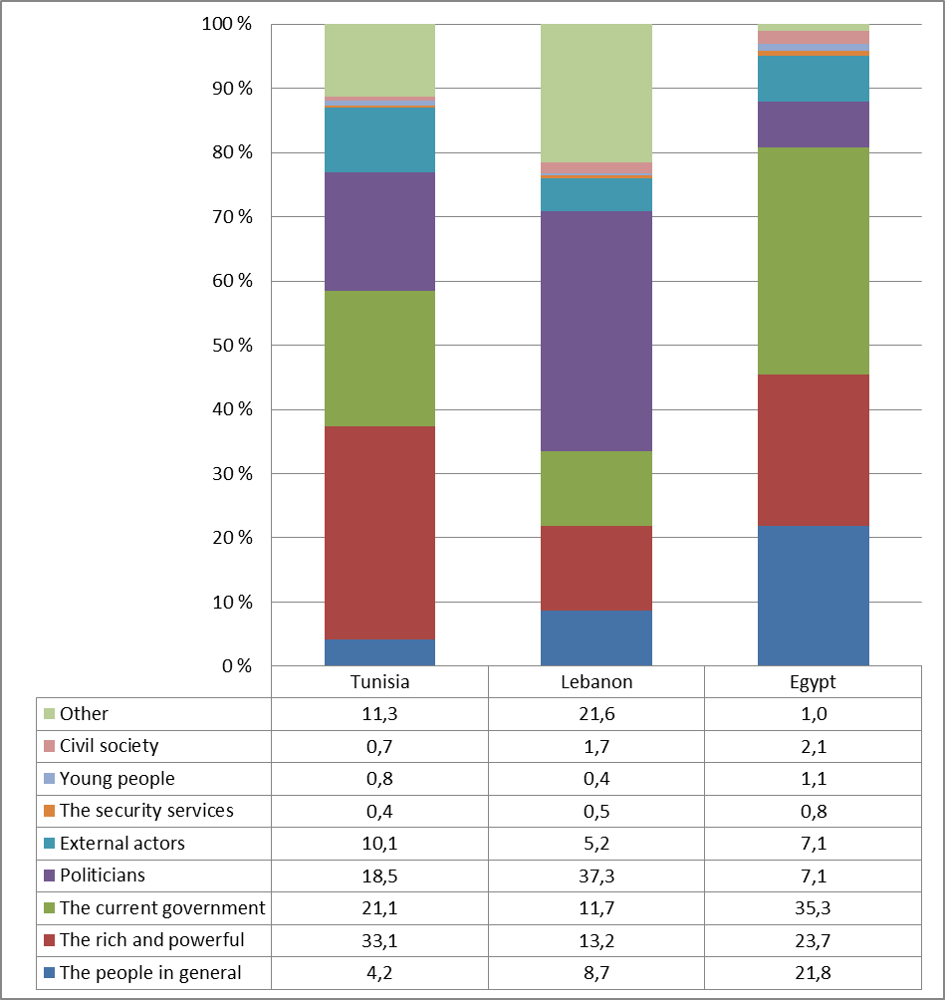 100 %
90 %
80 %
70 %
60 %
50 %
40 %
30 %
20 %
10 %
0 %
Tunisia Lebanon Egypt
Other 11,3 21,6 1,0
Civil society 0,7 1,7 2,1
Young people 0,8 0,4 1,1
The security services 0,4 0,5 0,8
External actors 10,1 5,2 7,1
Politicians 18,5 37,3 7,1
The current government 21,1 11,7 35,3
The rich and powerful 33,1 13,2 23,7
The people in general 4,2 8,7 21,8